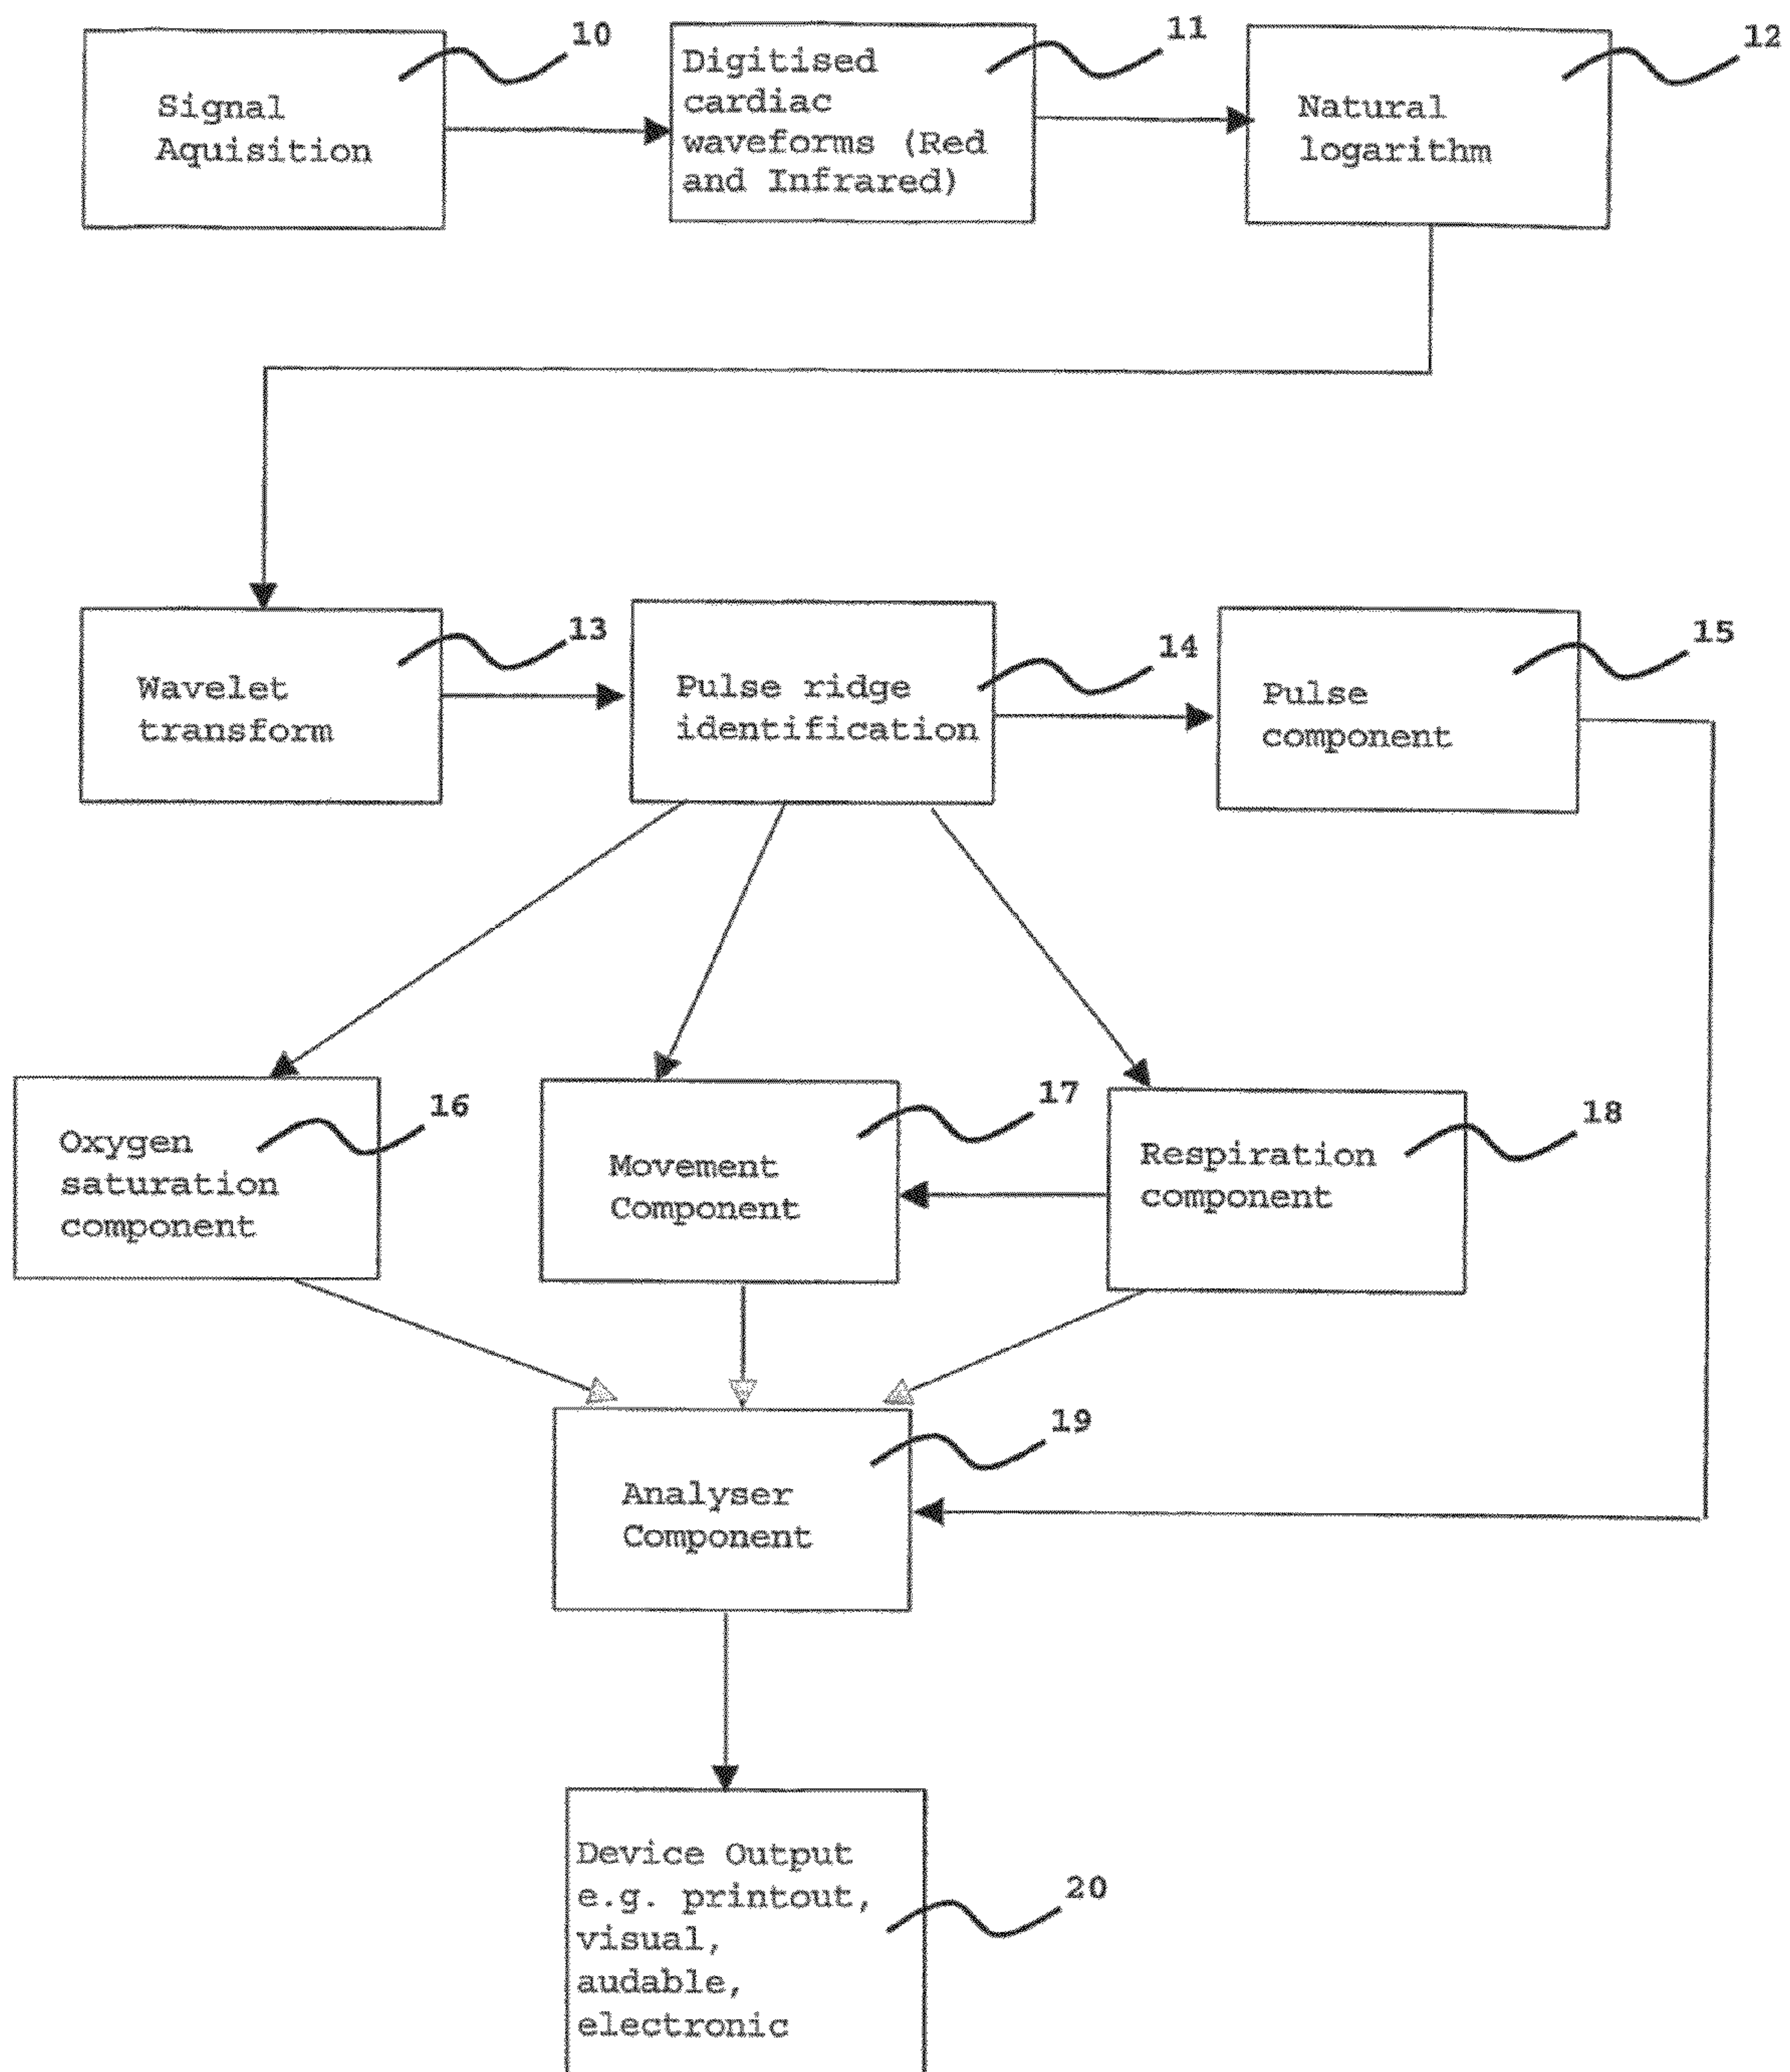 10
Signal
Aquisition
11
Digitised
cardiac
waveforms (Red
and Infrared)
12
Natural
logarithm
13
Wavelet
transform
14
Pulse ridge
identification
15
Pulse
component
16
Oxygen
saturation
component
17
Movement
Component
18
Respiration
component
19
Analyser
Component
20
Device Output
e.g. printout,
visual,
audable,
electronic